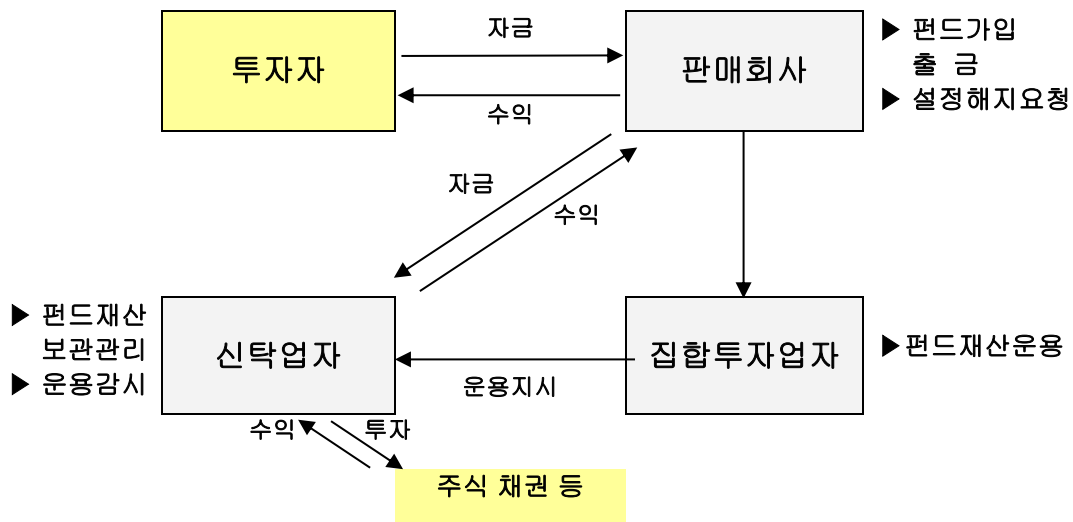 투자자
자금
수익
판매회사
▶ 펀드가입
출 금
▶ 설정해지요청
자금
수익
▶ 펀드재산
보관관리
▶ 운용감시
신탁업자
운용지시
집합투자업자
▶펀드재산운용
수익
투자
주식 채권 등